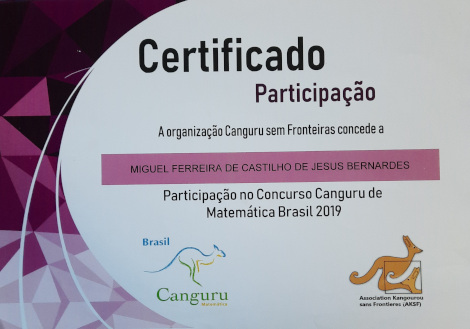 Certificado
Participação
A organização Canguru sem Fronteiras concede a
MIGUEL FERREIRA DE CASTILHO DE JESUS BERNARDES
Participação no Concurso Canguru de
Matemática Brasil 2019
Brasil
Canguru
Matemática
Association Kangourou
sans Frontières (AKSF)